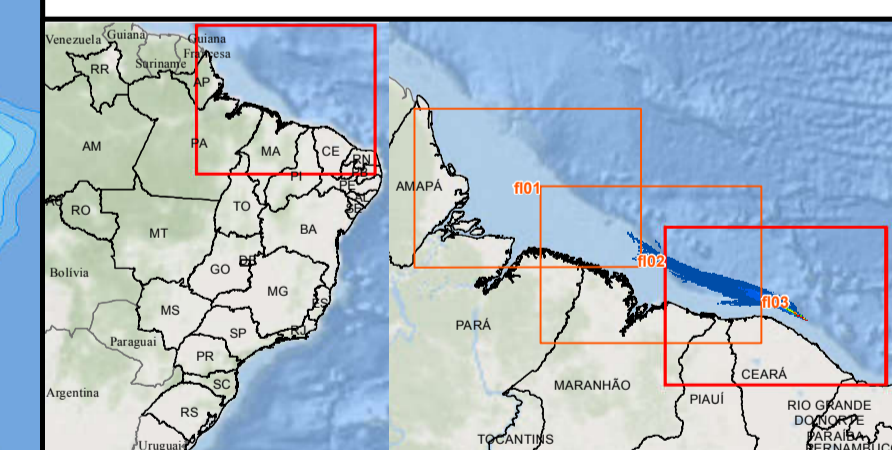 Venezuela
Guiana
Guiana
Francesa
Suriname
RR
AP
AM
PA
MA
CE
RN
PB
PI
PE
AL
SE
AC
RO
TO
MT
BA
DF
GO
Bolívia
MG
MS
ES
SP
RJ
Paraguai
PR
SC
Argentina
RS
Uruguai
AMAPÁ
fl01
fl02
fl03
PARÁ
MARANHÃO
CEARÁ
PIAUÍ
RIO GRANDE
DO NORTE
PARAÍBA
PERNAMBUCO
TOCANTINS